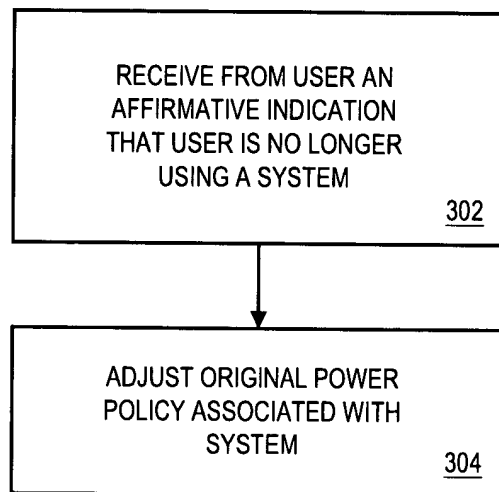 RECEIVE FROM USER AN
AFFIRMATIVE INDICATION
THAT USER IS NO LONGER
USING A SYSTEM
302
ADJUST ORIGINAL POWER
POLICY ASSOCIATED WITH
SYSTEM
304